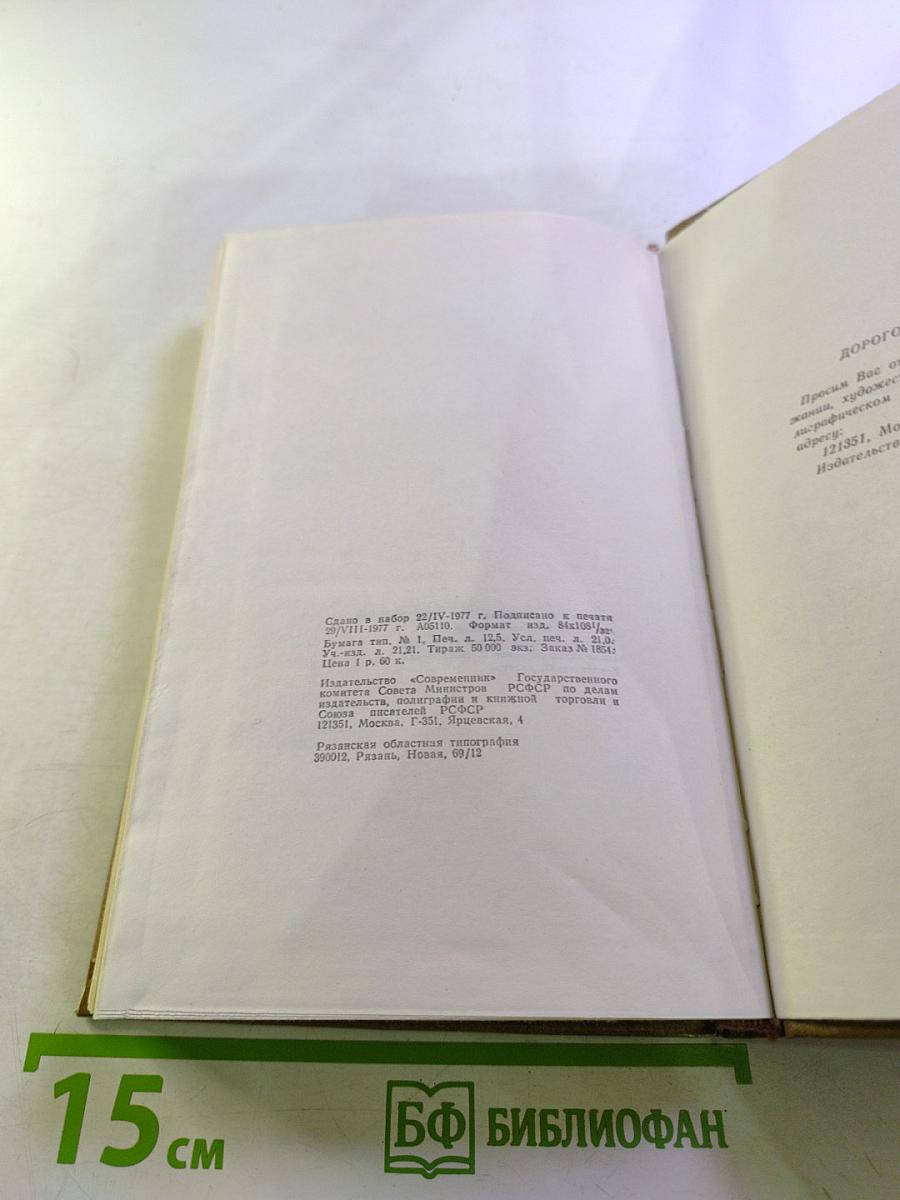 Сдано в набор 22/IV-1977 г. Подписано к печати
29/VIII-1977 г. А05110. Формат изд. 84х108¹/₃₂.
Бумага тип. № 1, Печ. л. 12,5. Усл. печ. л. 21,0.
Уч.-изд. л. 21,21. Тираж 50 000 экз. Заказ № 1854.
Цена 1 р. 60 к.
Издательство «Современник» Государственного
комитета Совета Министров РСФСР по делам
издательств, полиграфии и книжной торговли и
Союза писателей РСФСР
121351, Москва, Г-351, Ярцевская, 4
Рязанская областная типография
390012, Рязань, Новая, 69/12
ДОРОГО
Просим Вас от
жании, художест
лиграфическом
адресу:
121351, Мо
Издательство
15 см
БФ БИБЛИОФАН